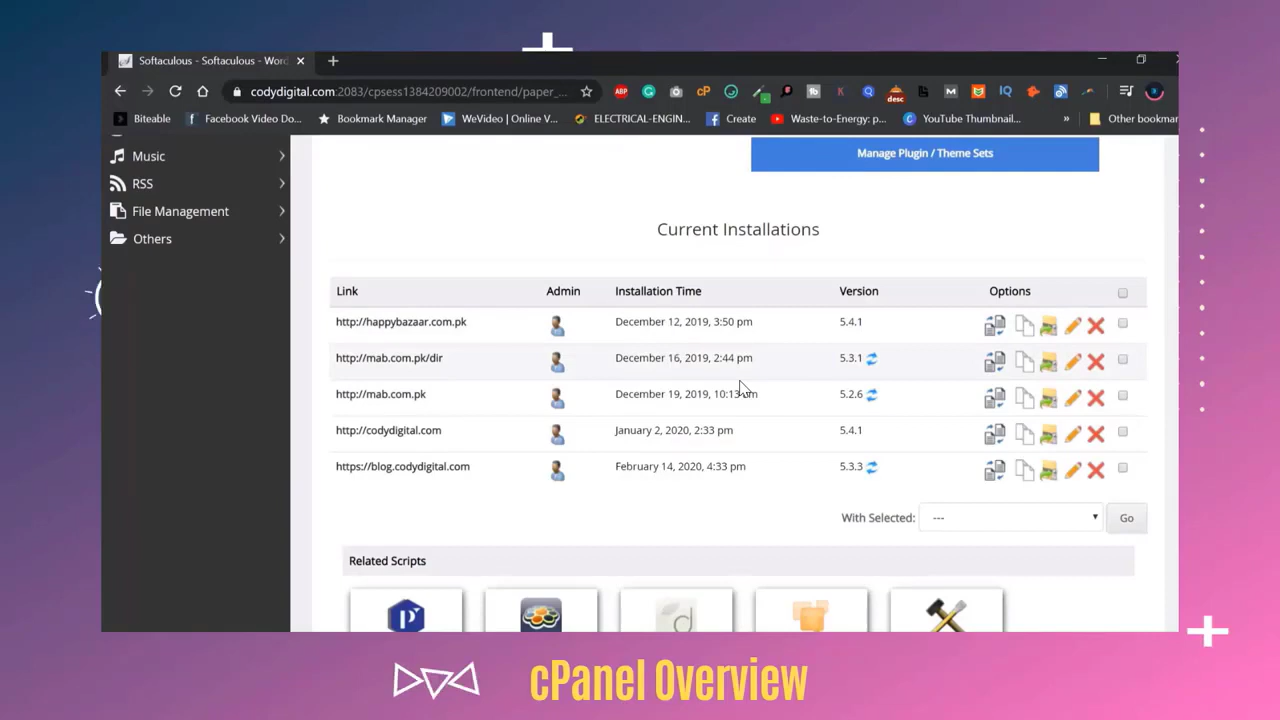 Softaculous - Softaculous - Word
codydigital.com:2083/cpsess1384209002/frontend/paper_...
ABP
cP
desc
K
M
IQ
Biteable
Facebook Video Do...
Bookmark Manager
WeVideo | Online V...
ELECTRICAL-ENGIN...
Create
Waste-to-Energy: p...
YouTube Thumbnail...
»
Other bookmar
Music
RSS
File Management
Others
Manage Plugin / Theme Sets
Current Installations
Link Admin Installation Time Version Options
http://happybazaar.com.pk December 12, 2019, 3:50 pm 5.4.1
http://mab.com.pk/dir December 16, 2019, 2:44 pm 5.3.1
http://mab.com.pk December 19, 2019, 10:13 pm 5.2.6
http://codydigital.com January 2, 2020, 2:33 pm 5.4.1
https://blog.codydigital.com February 14, 2020, 4:33 pm 5.3.3
With Selected: --- Go
Related Scripts
P
d
cPanel Overview